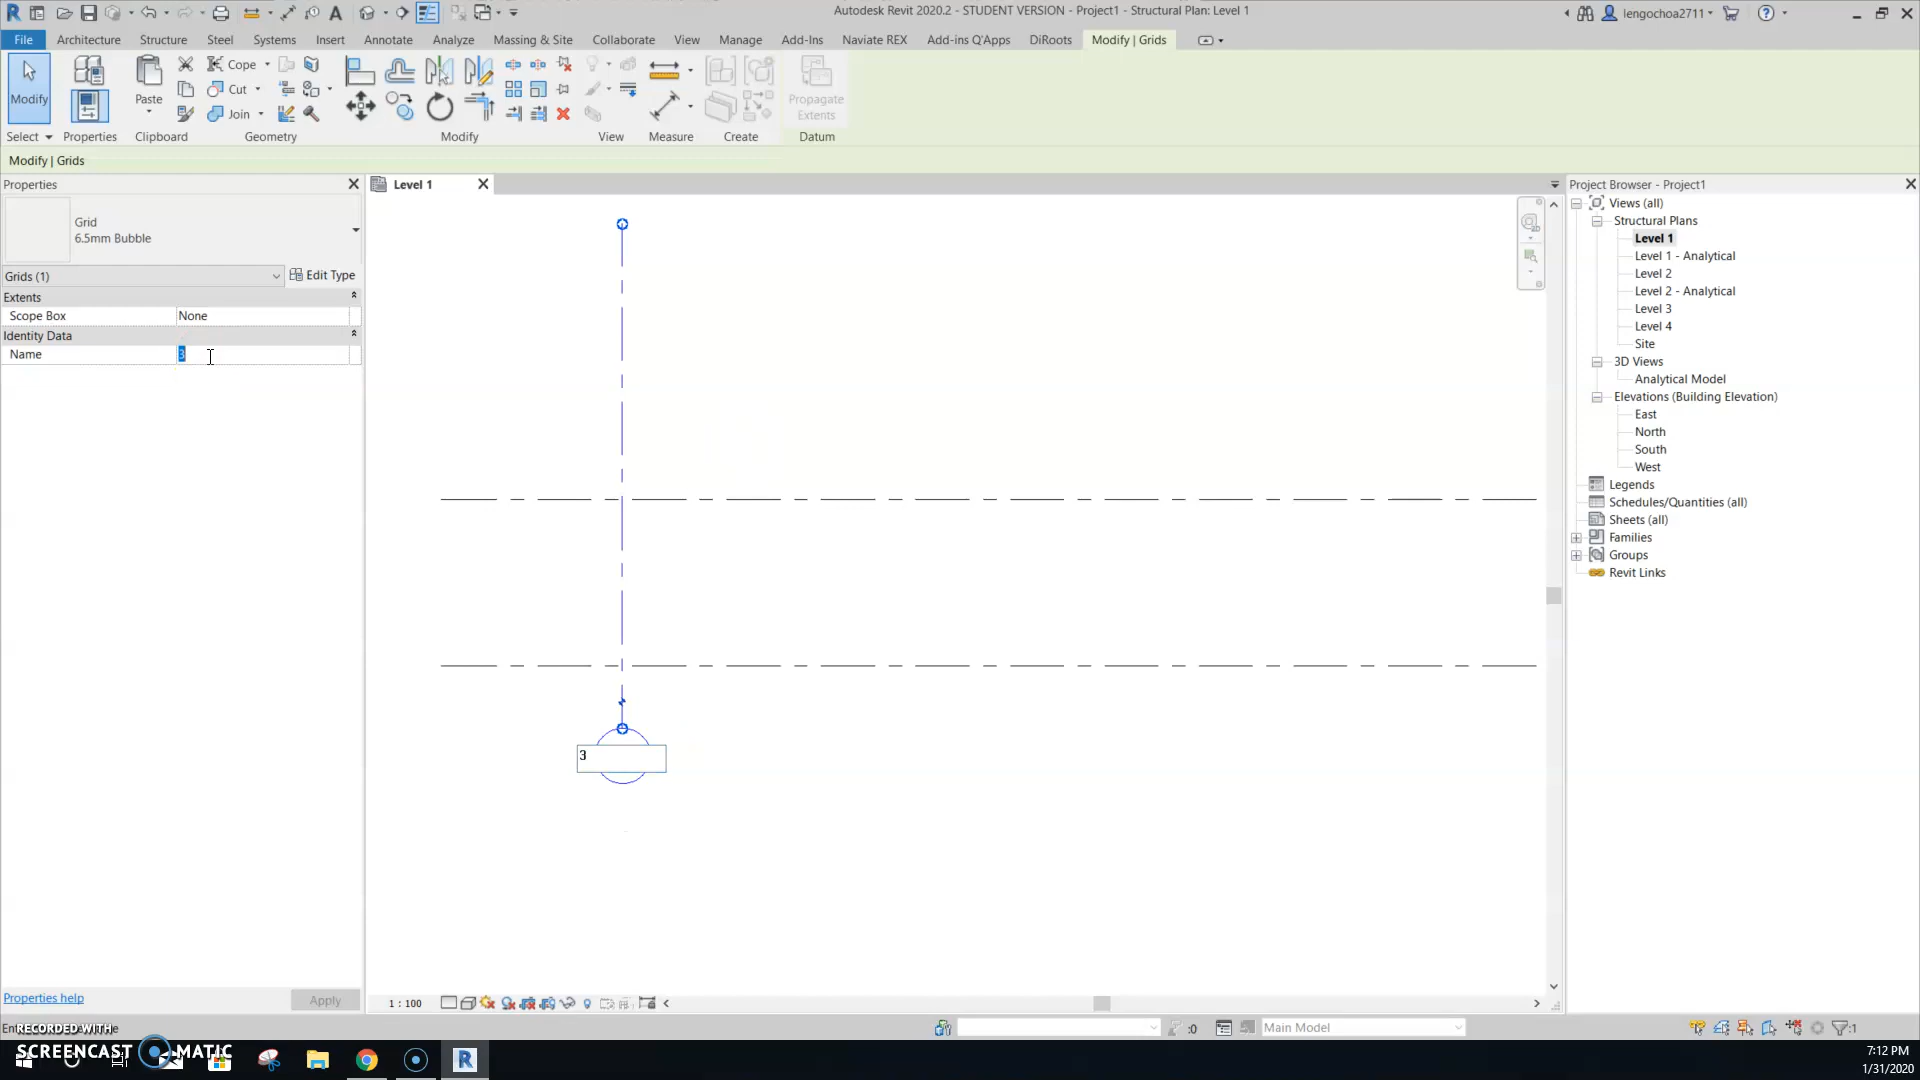 Autodesk Revit 2020.2 - STUDENT VERSION - Project1 - Structural Plan: Level 1
lengochoa2711
File Architecture Structure Steel Systems Insert Annotate Analyze Massing & Site Collaborate View Manage Add-Ins Naviate REX Add-ins Q'Apps DiRoots Modify | Grids
Modify
Paste
Cope
Cut
Join
Propagate
Extents
Select Properties Clipboard Geometry Modify View Measure Create Datum
Modify | Grids
Properties
Grid
6.5mm Bubble
Grids (1)
Edit Type
Extents
Scope Box None
Identity Data
Name 3
Properties help
Apply
Level 1
3
1 : 100
Project Browser - Project1
Views (all)
Structural Plans
Level 1
Level 1 - Analytical
Level 2
Level 2 - Analytical
Level 3
Level 4
Site
3D Views
Analytical Model
Elevations (Building Elevation)
East
North
South
West
Legends
Schedules/Quantities (all)
Sheets (all)
Families
Groups
Revit Links
:0
Main Model
:1
RECORDED WITH
SCREENCAST MATIC
7:12 PM
1/31/2020